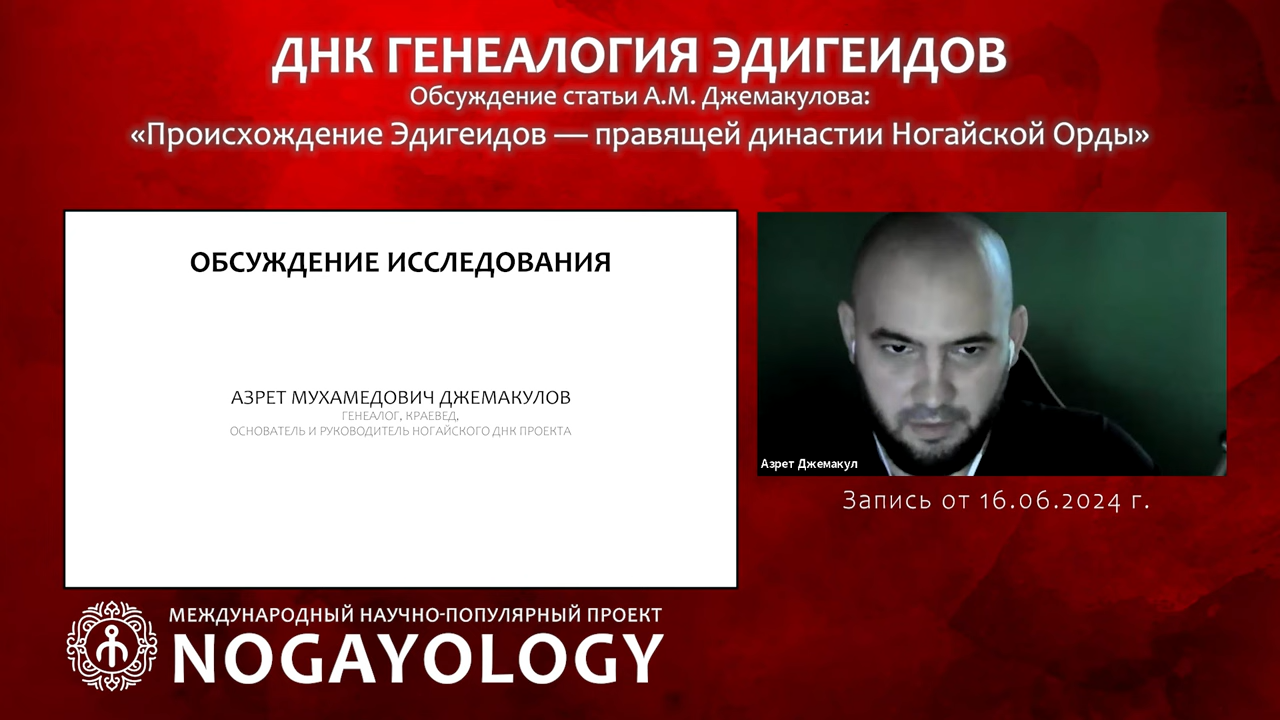 ДНК ГЕНЕАЛОГИЯ ЭДИГЕИДОВ
Обсуждение статьи А.М. Джемакулова:
«Происхождение Эдигеидов — правящей династии Ногайской Орды»
ОБСУЖДЕНИЕ ИССЛЕДОВАНИЯ
АЗРЕТ МУХАМЕДОВИЧ ДЖЕМАКУЛОВ
ГЕНЕАЛОГ, КРАЕВЕД,
ОСНОВАТЕЛЬ И РУКОВОДИТЕЛЬ НОГАЙСКОГО ДНК ПРОЕКТА
Азрет Джемакул
Запись от 16.06.2024 г.
МЕЖДУНАРОДНЫЙ НАУЧНО-ПОПУЛЯРНЫЙ ПРОЕКТ
NOGAYOLOGY